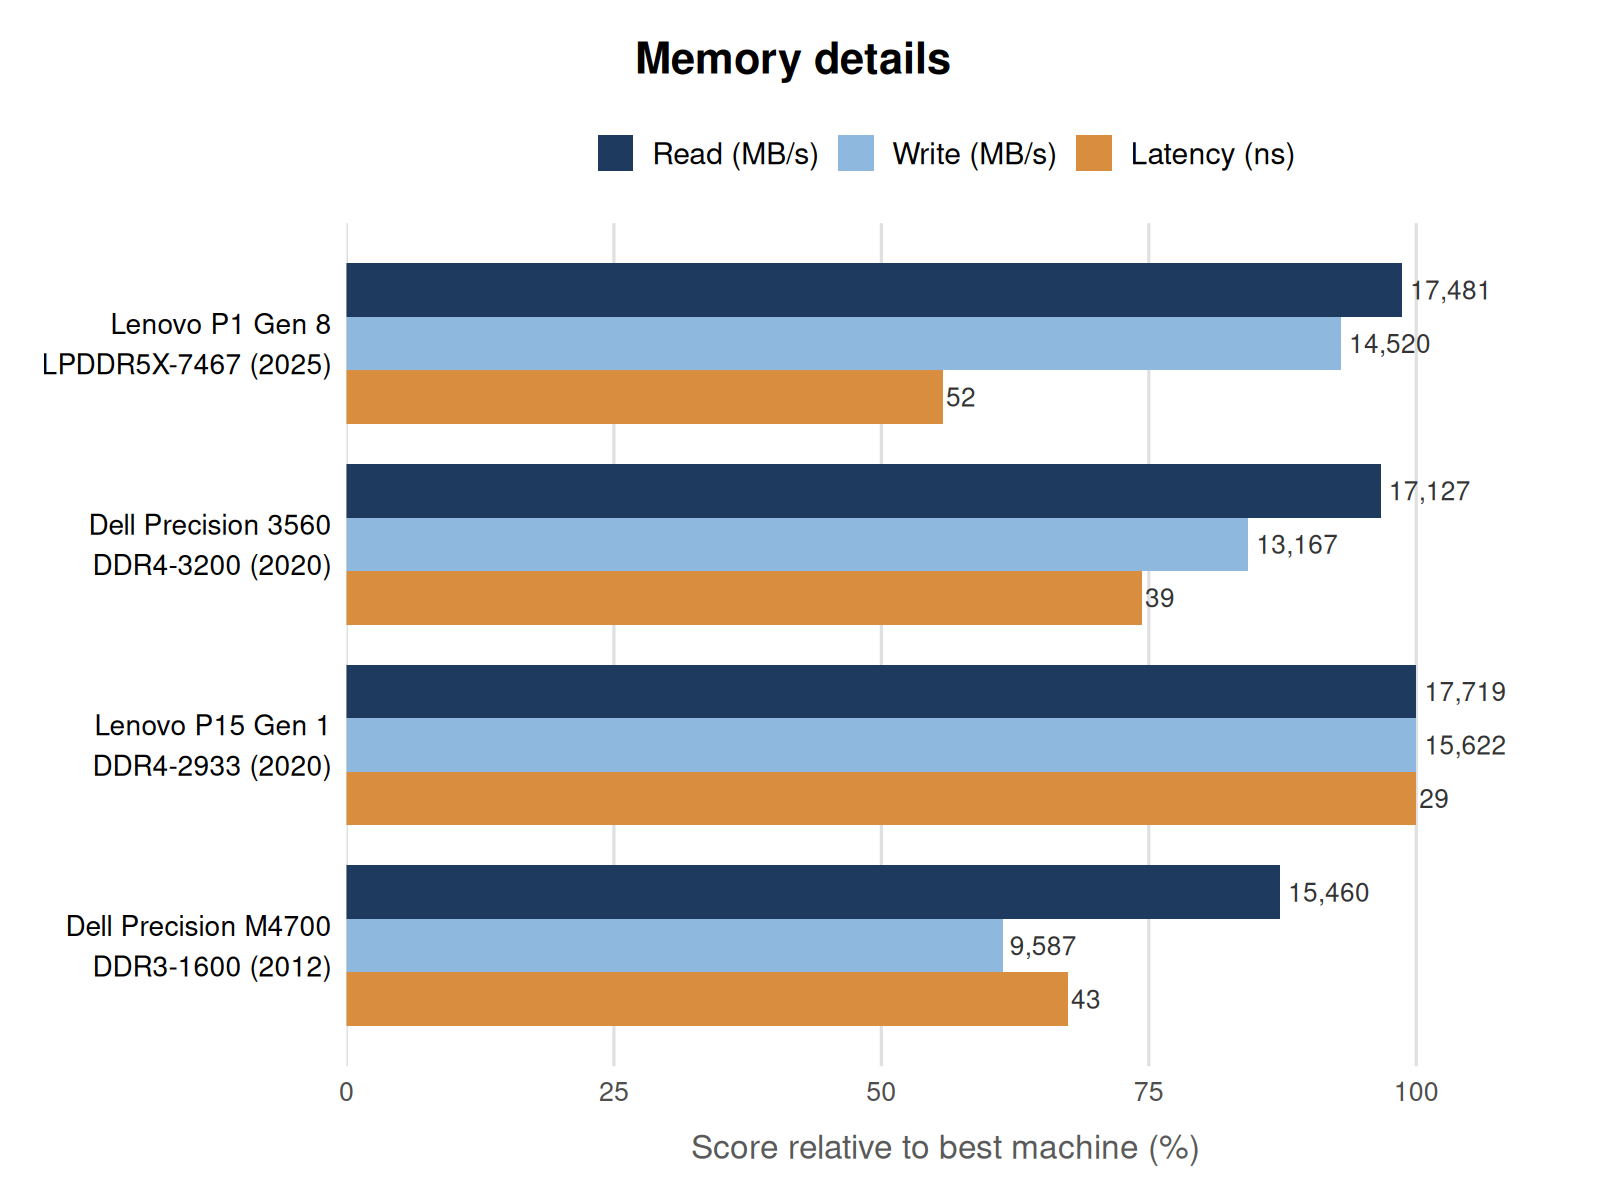 Memory details
Read (MB/s) Write (MB/s) Latency (ns)
Lenovo P1 Gen 8
LPDDR5X-7467 (2025)
17,481
14,520
52
Dell Precision 3560
DDR4-3200 (2020)
17,127
13,167
39
Lenovo P15 Gen 1
DDR4-2933 (2020)
17,719
15,622
29
Dell Precision M4700
DDR3-1600 (2012)
15,460
9,587
43
0 25 50 75 100
Score relative to best machine (%)